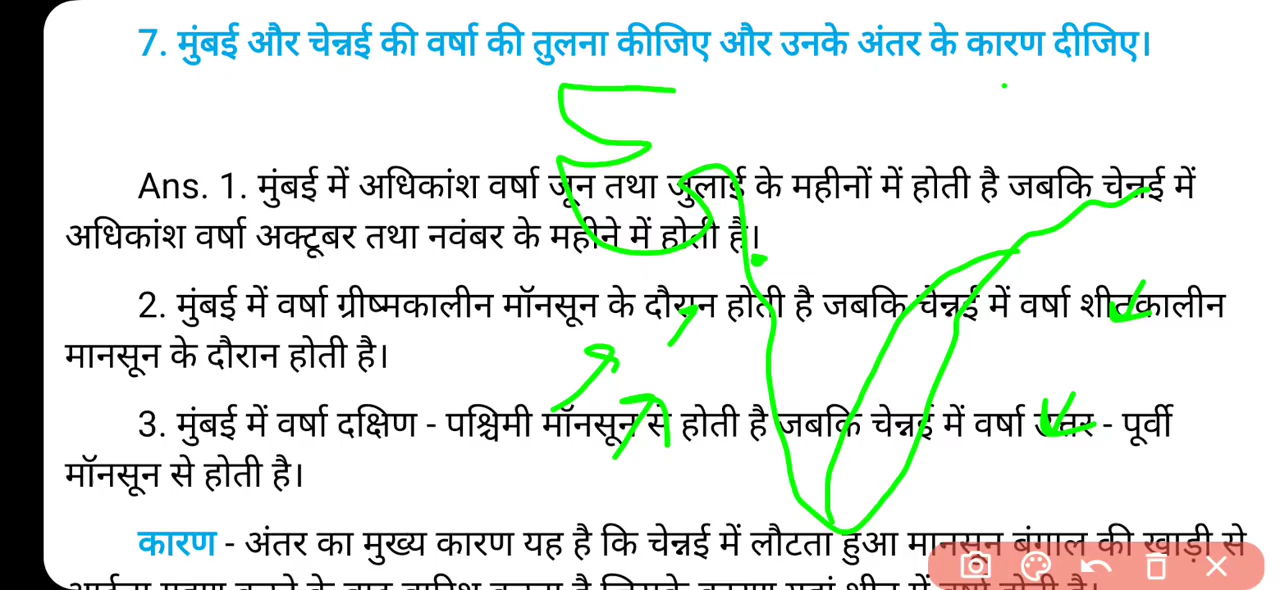 7. मुंबई और चेन्नई की वर्षा की तुलना कीजिए और उनके अंतर के कारण दीजिए।
Ans. 1. मुंबई में अधिकांश वर्षा जून तथा जुलाई के महीनों में होती है जबकि चेन्नई में
अधिकांश वर्षा अक्टूबर तथा नवंबर के महीने में होती है।
2. मुंबई में वर्षा ग्रीष्मकालीन मॉनसून के दौरान होती है जबकि चेन्नई में वर्षा शीतकालीन
मानसून के दौरान होती है।
3. मुंबई में वर्षा दक्षिण - पश्चिमी मॉनसून से होती है जबकि चेन्नई में वर्षा उत्तर - पूर्वी
मॉनसून से होती है।
कारण - अंतर का मुख्य कारण यह है कि चेन्नई में लौटता हुआ मानसून बंगाल की खाड़ी से